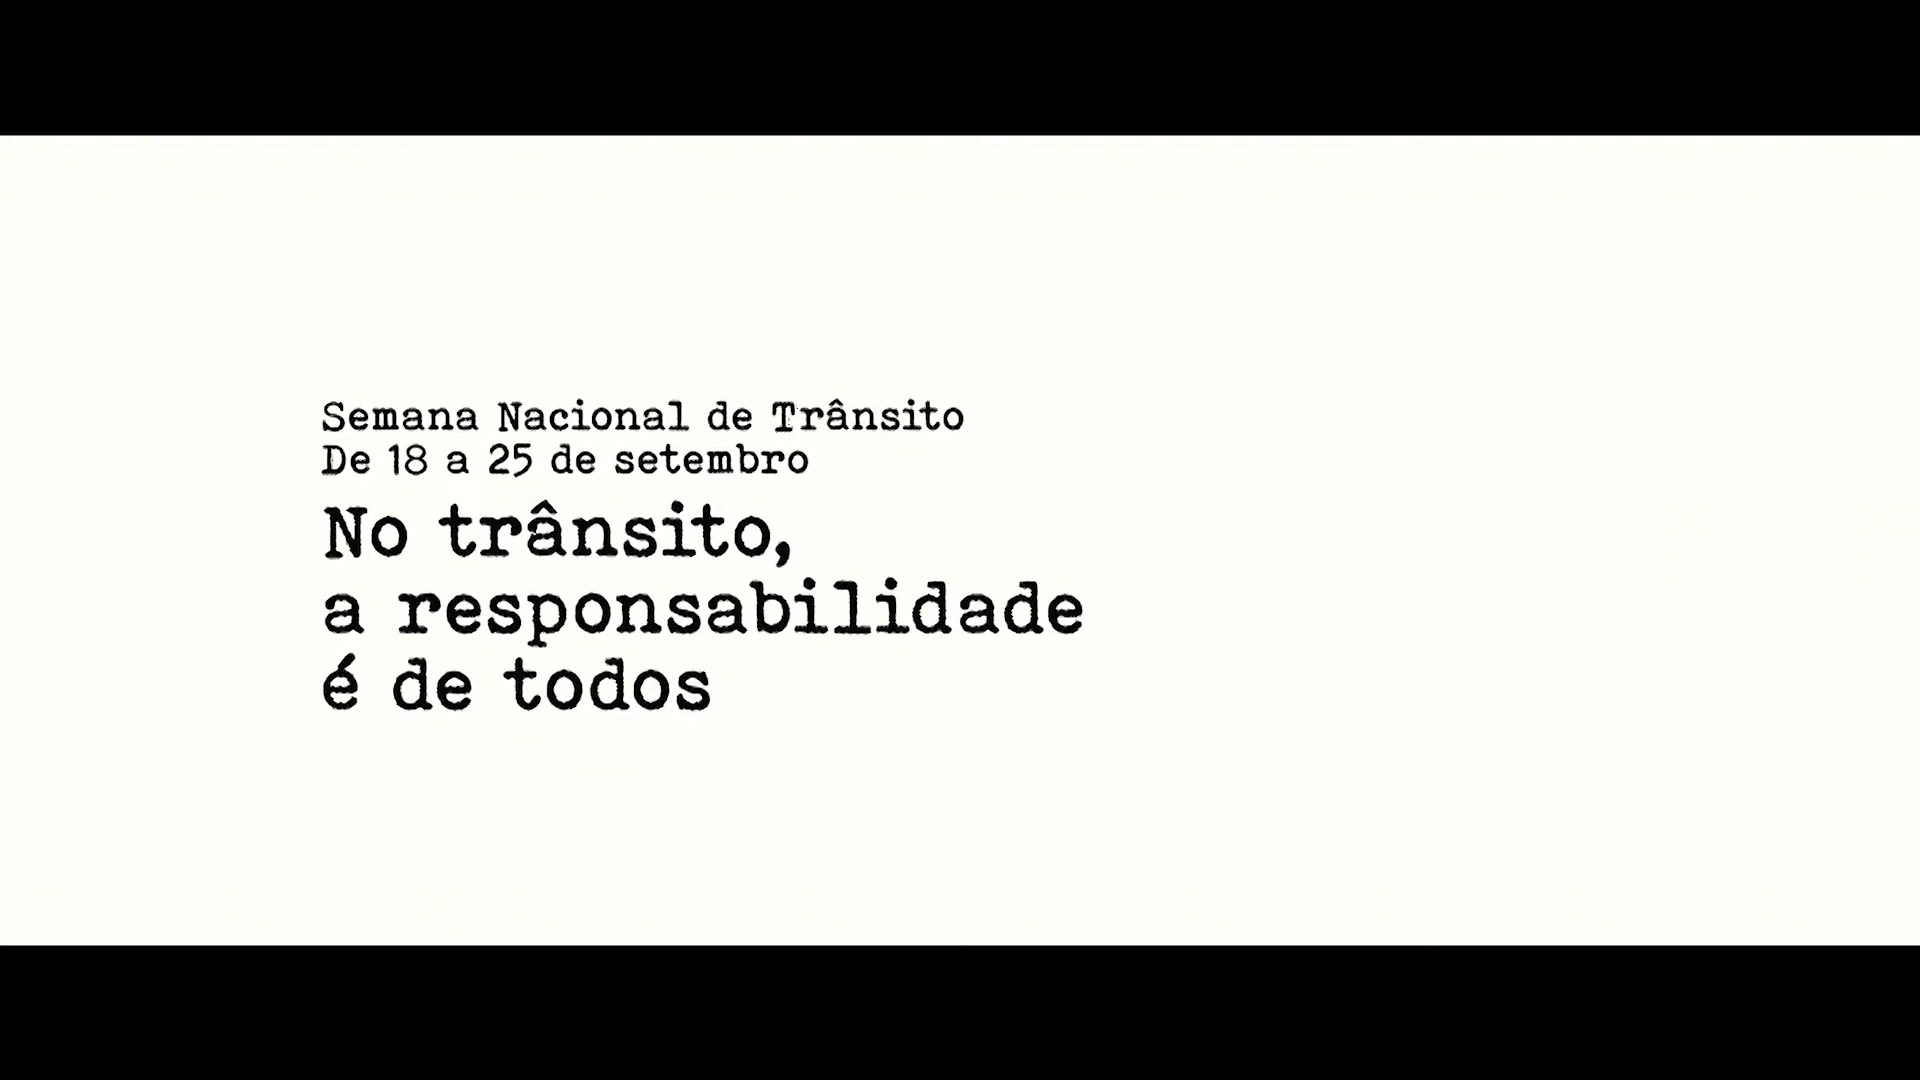 Semana Nacional de Trânsito
De 18 a 25 de setembro
No trânsito,
a responsabilidade
é de todos